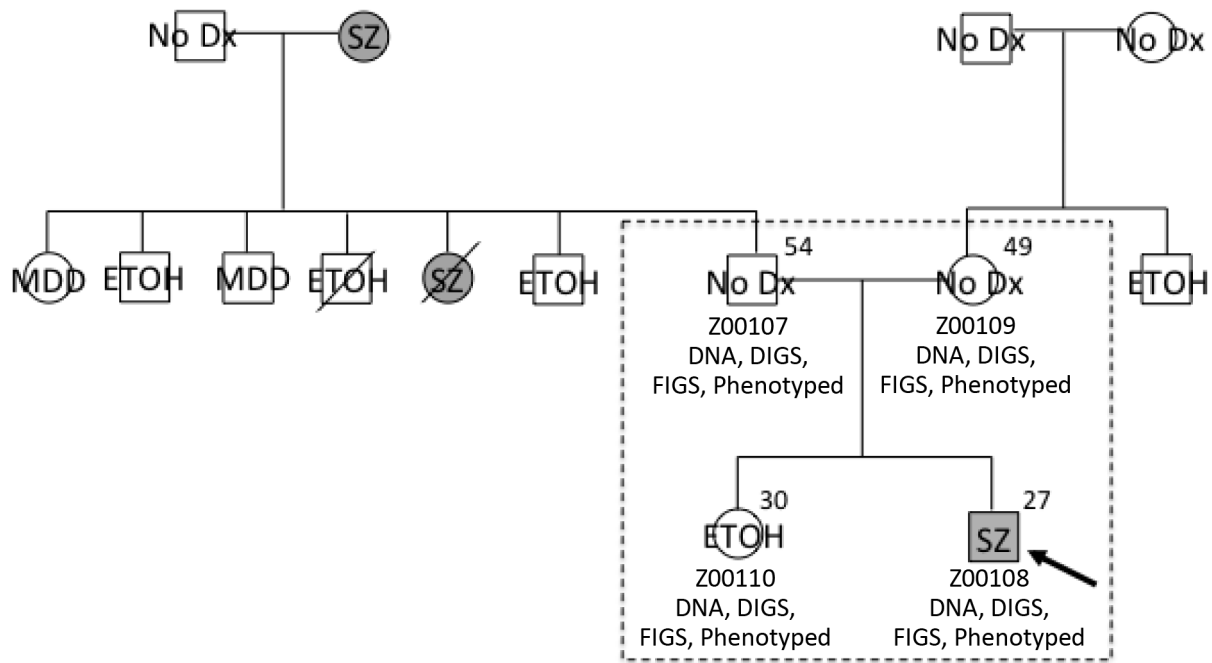 No Dx
SZ
No Dx
No Dx
MDD
ETOH
MDD
ETOH
SZ
ETOH
54
No Dx
Z00107
DNA, DIGS,
FIGS, Phenotyped
49
No Dx
Z00109
DNA, DIGS,
FIGS, Phenotyped
ETOH
30
ETOH
Z00110
DNA, DIGS,
FIGS, Phenotyped
27
SZ
Z00108
DNA, DIGS,
FIGS, Phenotyped